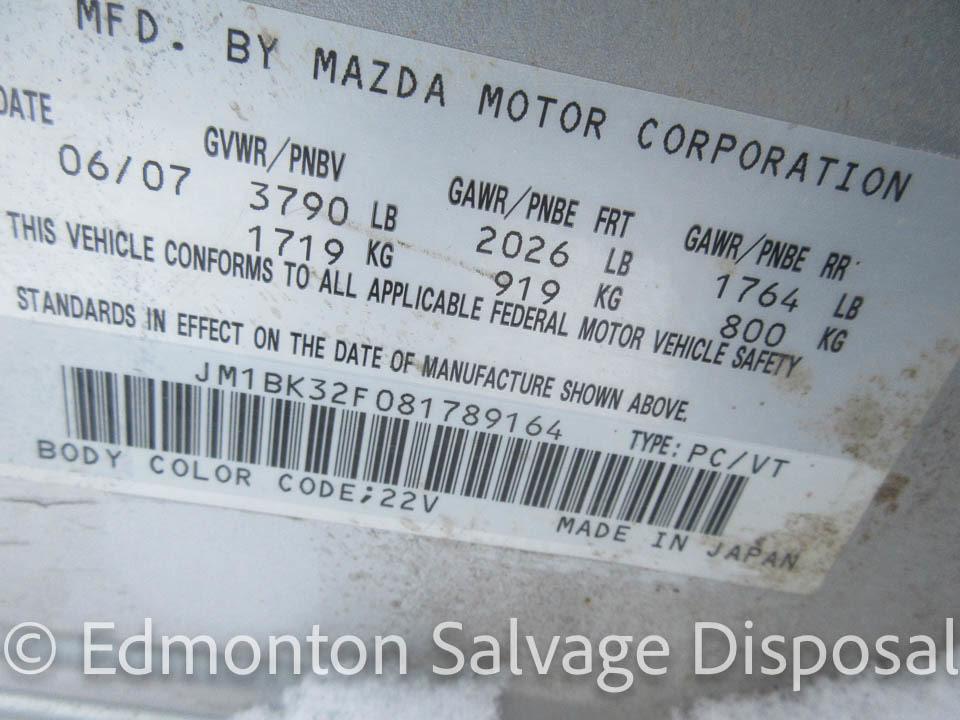 MFD. BY MAZDA MOTOR CORPORATION
DATE GVWR/PNBV GAWR/PNBE FRT GAWR/PNBE RR
06/07 3790 LB 2026 LB 1764 LB
1719 KG 919 KG 800 KG
THIS VEHICLE CONFORMS TO ALL APPLICABLE FEDERAL MOTOR VEHICLE SAFETY
STANDARDS IN EFFECT ON THE DATE OF MANUFACTURE SHOWN ABOVE.
JM1BK32F081789164 TYPE: PC/VT
BODY COLOR CODE;22V MADE IN JAPAN
© Edmonton Salvage Disposal